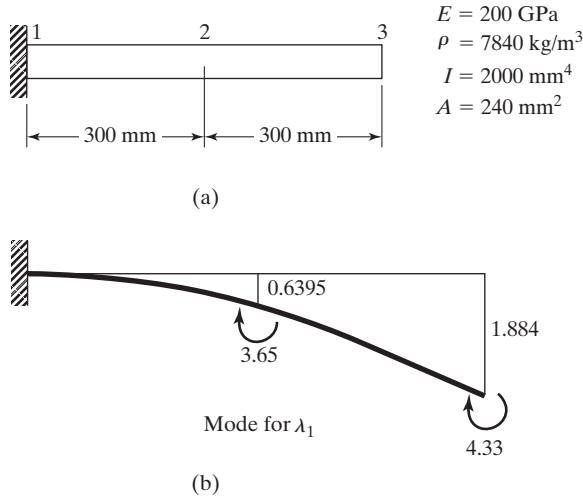 1 2 3
E = 200 GPa
ρ = 7840 kg/m³
I = 2000 mm⁴
A = 240 mm²
300 mm 300 mm
(a)
0.6395
1.884
3.65
Mode for λ₁
4.33
(b)